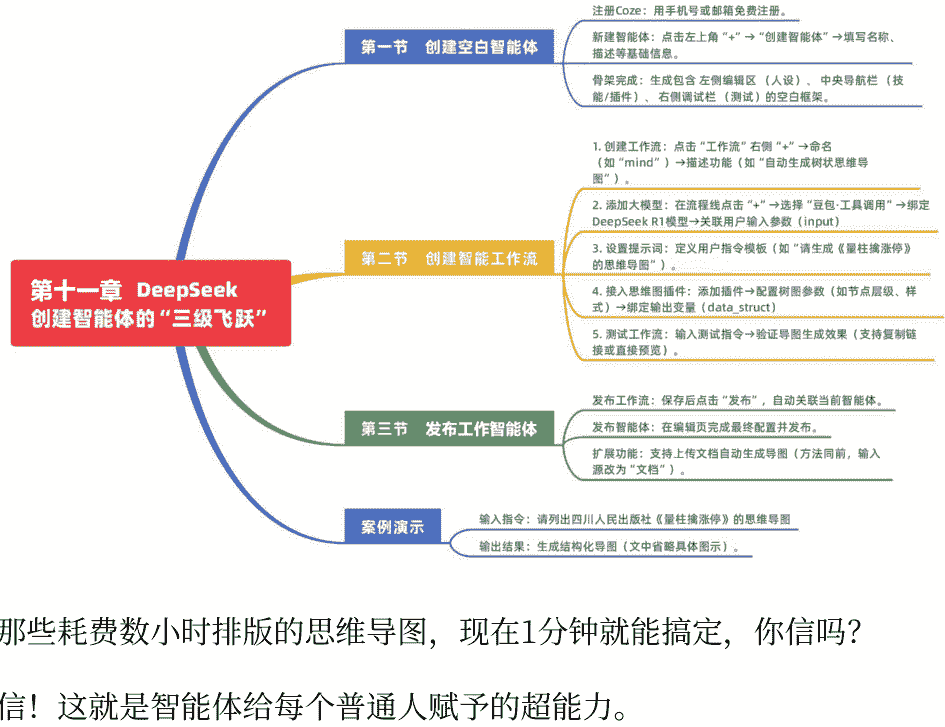 第十一章 DeepSeek
创建智能体的“三级飞跃”
第一节 创建空白智能体
注册Coze：用手机号或邮箱免费注册。
新建智能体：点击左上角“+”→“创建智能体”→填写名称、
描述等基础信息。
骨架完成：生成包含 左侧编辑区（人设）、中央导航栏（技
能/插件）、右侧调试栏（测试）的空白框架。
第二节 创建智能工作流
1. 创建工作流：点击“工作流”右侧“+”→命名
（如“mind”）→描述功能（如“自动生成树状思维导
图”）。
2. 添加大模型：在流程线点击“+”→选择“豆包·工具调用”→绑定
DeepSeek R1模型→关联用户输入参数（input）
3. 设置提示词：定义用户指令模板（如“请生成《量柱擒涨停》
的思维导图”）。
4. 接入思维图插件：添加插件→配置树图参数（如节点层级、样
式）→绑定输出变量（data_struct）
5. 测试工作流：输入测试指令→验证导图生成效果（支持复制链
接或直接预览）。
第三节 发布工作智能体
发布工作流：保存后点击“发布”，自动关联当前智能体。
发布智能体：在编辑页完成最终配置并发布。
扩展功能：支持上传文档自动生成导图（方法同前，输入
源改为“文档”）。
案例演示
输入指令：请列出四川人民出版社《量柱擒涨停》的思维导图
输出结果：生成结构化导图（文中省略具体图示）。
那些耗费数小时排版的思维导图，现在1分钟就能搞定，你信吗？
信！这就是智能体给每个普通人赋予的超能力。